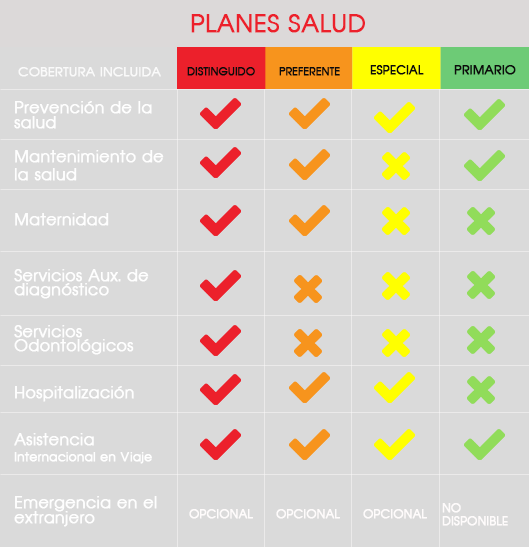 PLANES SALUD
COBERTURA INCLUIDA DISTINGUIDO PREFERENTE ESPECIAL PRIMARIO
Prevención de la
salud
Mantenimiento de
la salud
Maternidad
Servicios Aux. de
diagnóstico
Servicios
Odontológicos
Hospitalización
Asistencia
Internacional en Viaje
Emergencia en el
extranjero
OPCIONAL OPCIONAL OPCIONAL NO
DISPONIBLE